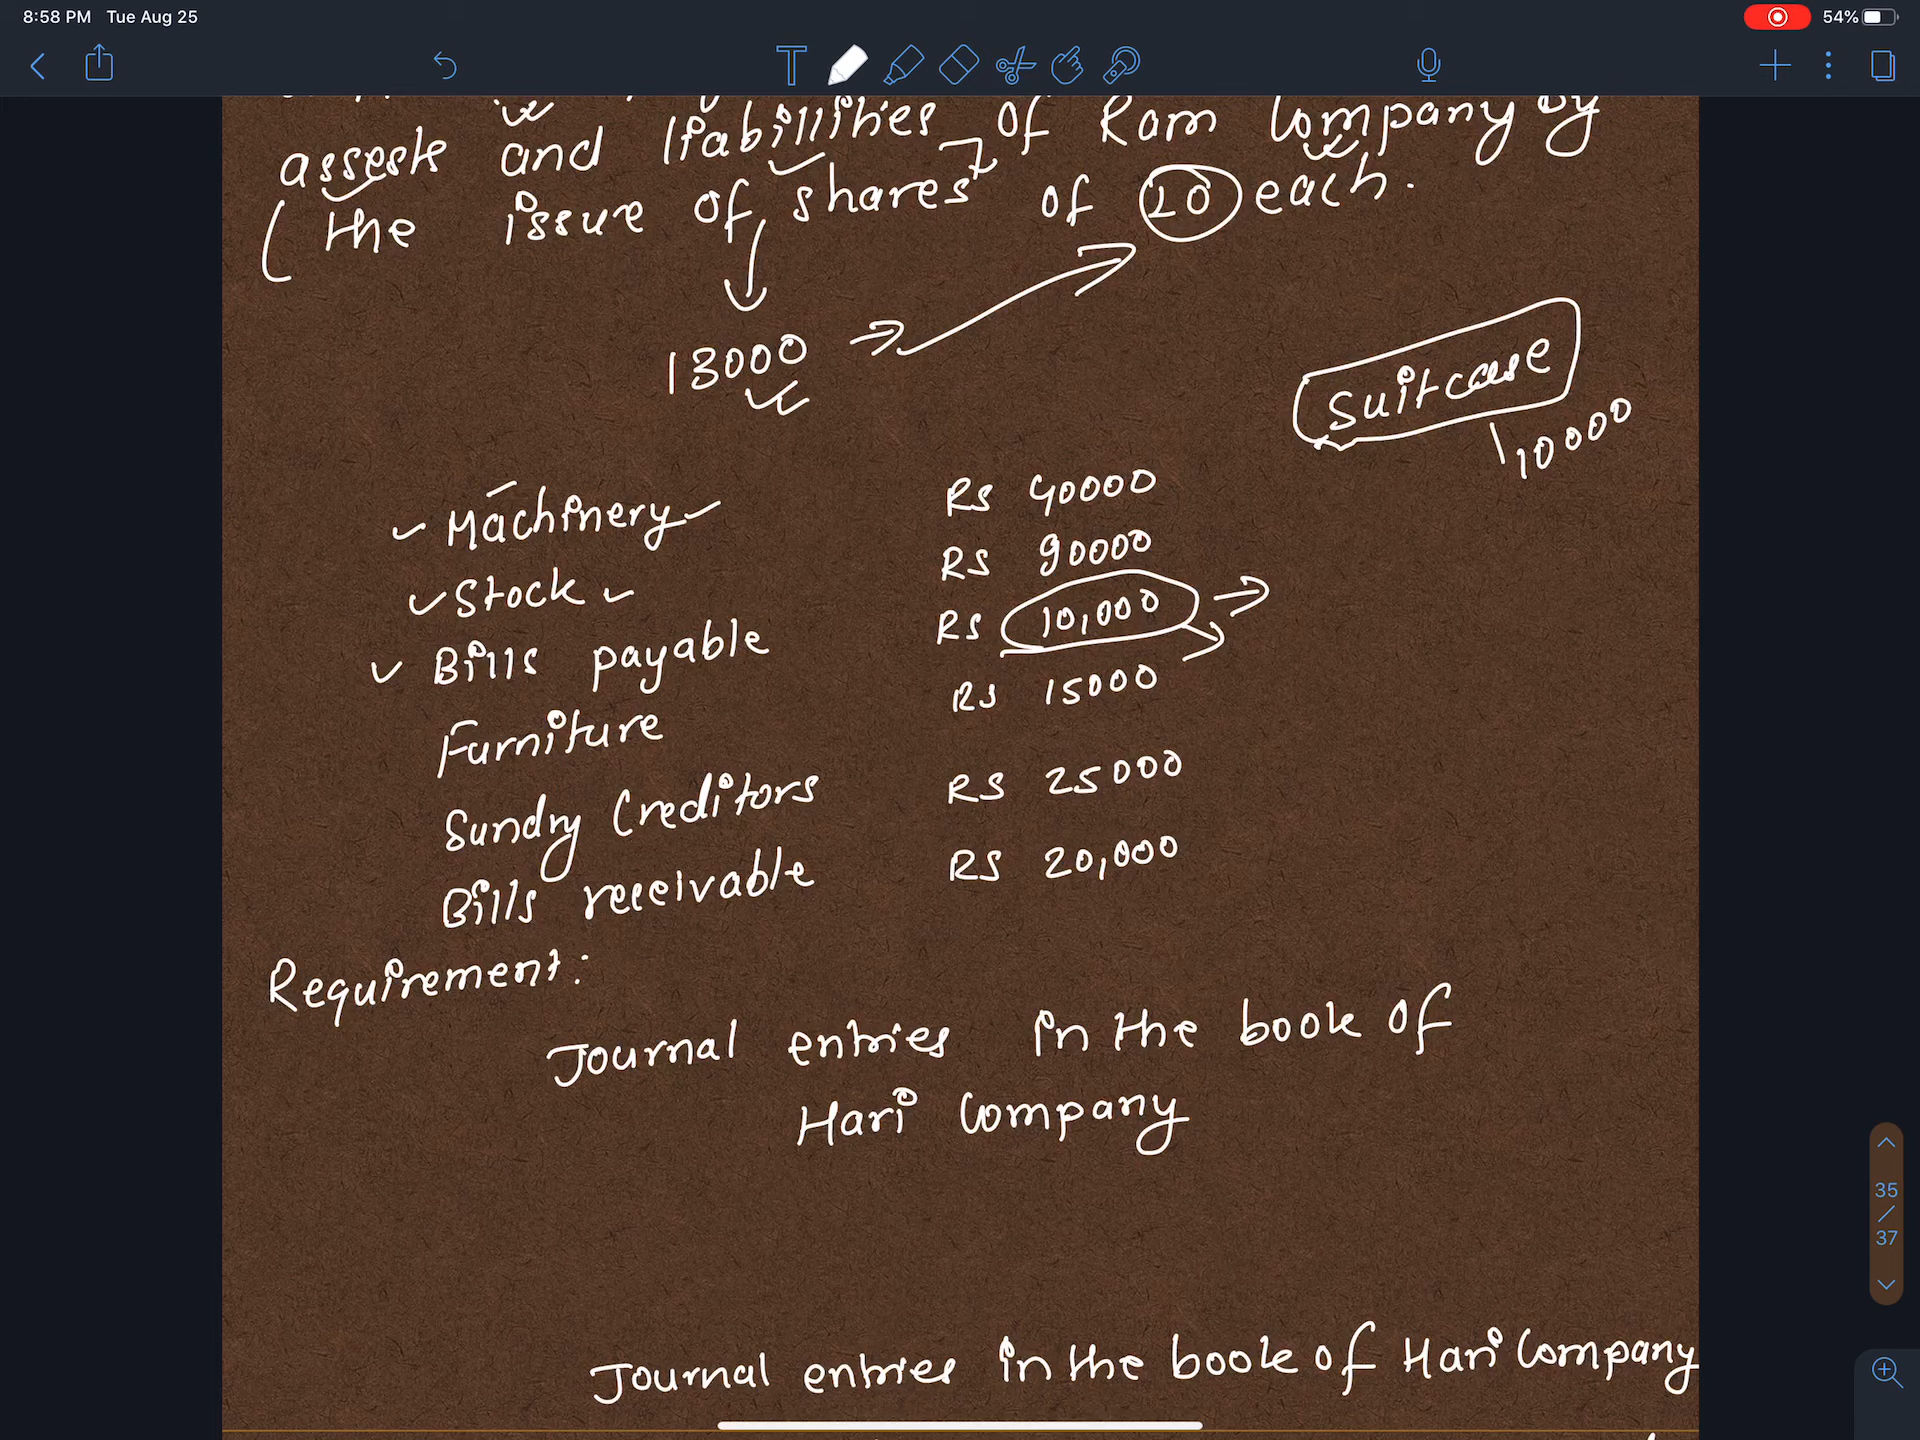 8:58 PM Tue Aug 25
54%
assests and liabillities of Ram Company by
(the issue of shares of 20 each.
13000
suitcase
10000
Machinery RS 40000
Stock RS 90000
Bills payable RS 10,000
Furniture RS 15000
Sundry Creditors RS 25000
Bills receivable RS 20,000
Requirement:
Journal entries in the book of
Hari Company
35
/
37
Journal entries in the book of Hari Company